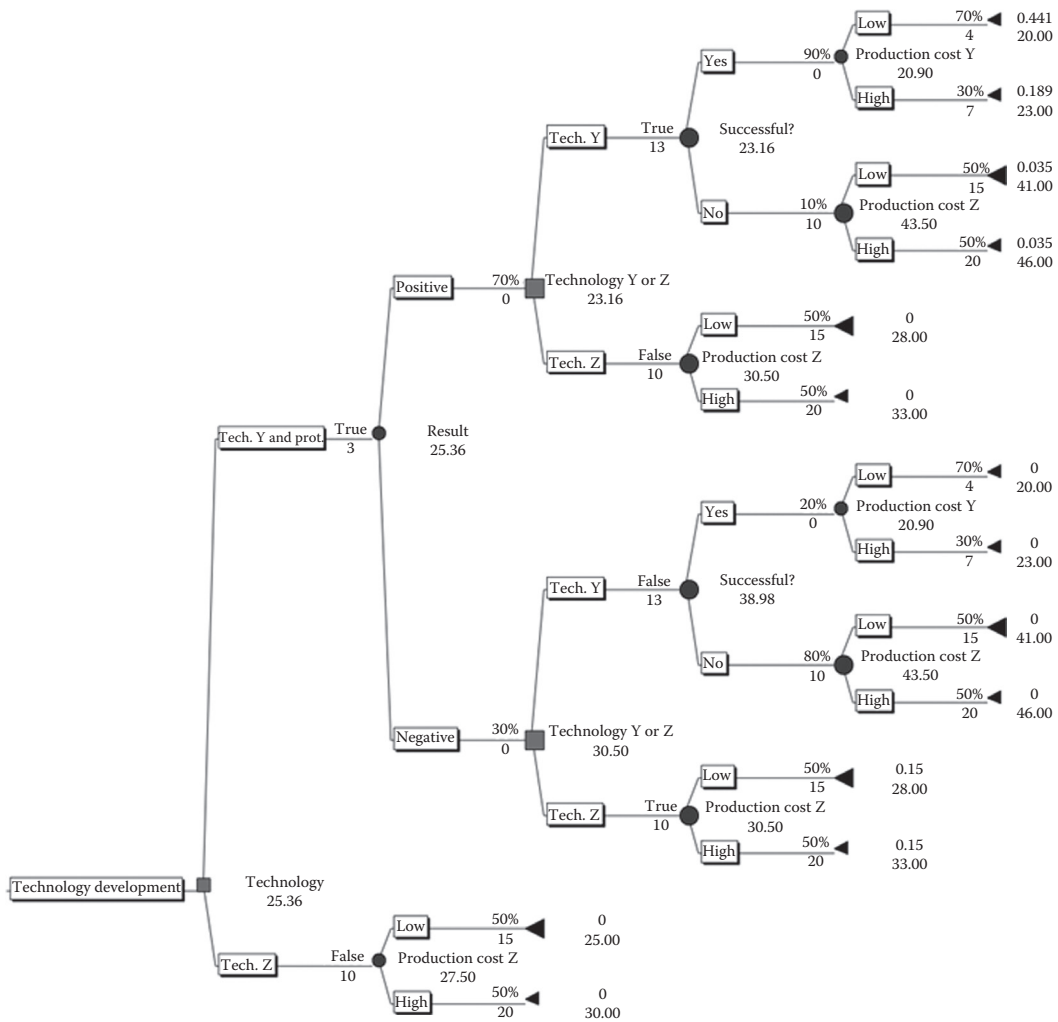 Low 70% 0.441
4 20.00
Yes 90% Production cost Y
0 20.90
High 30% 0.189
7 23.00
Tech. Y True Successful?
13 23.16
Low 50% 0.035
15 41.00
No 10% Production cost Z
10 43.50
High 50% 0.035
20 46.00
Positive 70% Technology Y or Z
0 23.16
Low 50% 0
15 28.00
Tech. Z False Production cost Z
10 30.50
High 50% 0
20 33.00
Tech. Y and prot. True Result
3 25.36
Low 70% 0
4 20.00
Yes 20% Production cost Y
0 20.90
High 30% 0
7 23.00
Tech. Y False Successful?
13 38.98
Low 50% 0
15 41.00
No 80% Production cost Z
10 43.50
High 50% 0
20 46.00
Negative 30% Technology Y or Z
0 30.50
Low 50% 0.15
15 28.00
Tech. Z True Production cost Z
10 30.50
High 50% 0.15
20 33.00
Technology development Technology
25.36
Low 50% 0
15 25.00
Tech. Z False Production cost Z
10 27.50
High 50% 0
20 30.00